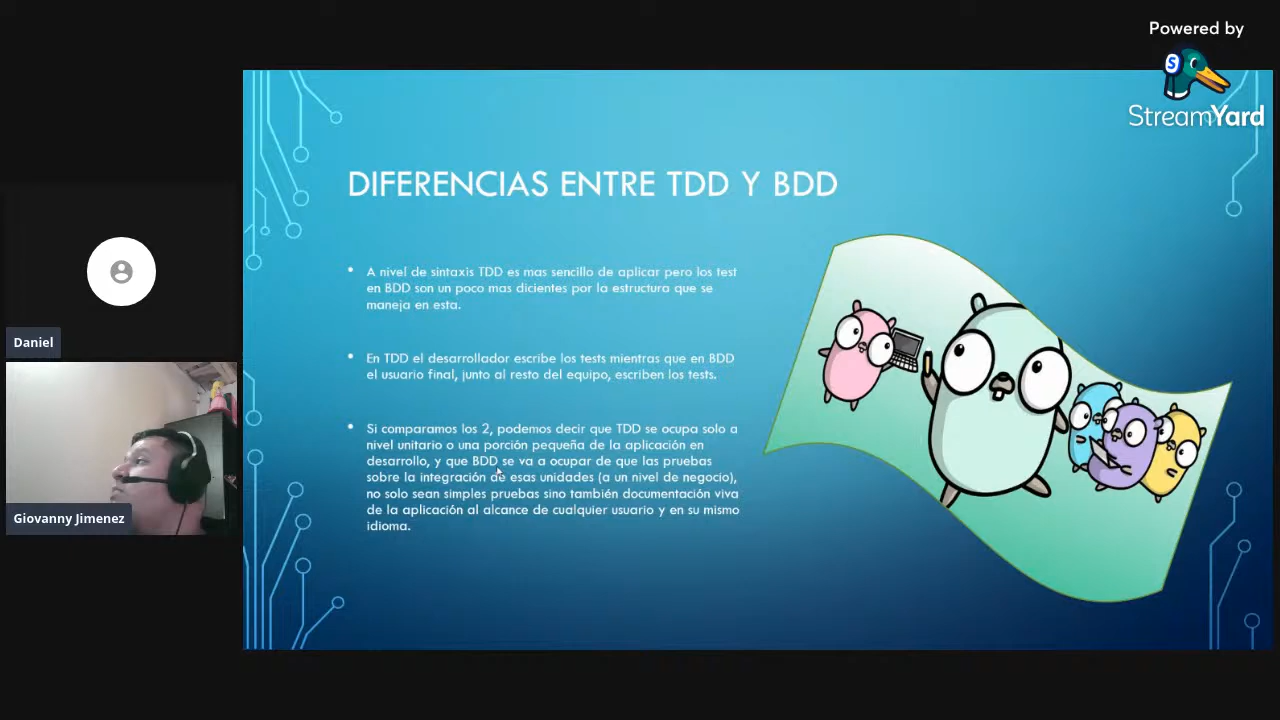 Powered by
StreamYard
DIFERENCIAS ENTRE TDD Y BDD
• A nivel de sintaxis TDD es mas sencillo de aplicar pero los test
en BDD son un poco mas dicientes por la estructura que se
maneja en esta.
• En TDD el desarrollador escribe los tests mientras que en BDD
el usuario final, junto al resto del equipo, escriben los tests.
• Si comparamos los 2, podemos decir que TDD se ocupa solo a
nivel unitario o una porción pequeña de la aplicación en
desarrollo, y que BDD se va a ocupar de que las pruebas
sobre la integración de esas unidades (a un nivel de negocio),
no solo sean simples pruebas sino también documentación viva
de la aplicación al alcance de cualquier usuario y en su mismo
idioma.
Daniel
Giovanny Jimenez